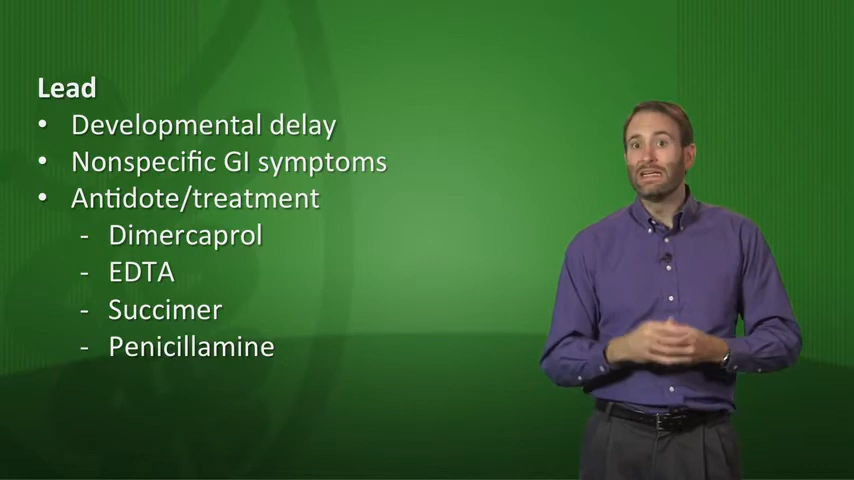 Lead
• Developmental delay
• Nonspecific GI symptoms
• Antidote/treatment
- Dimercaprol
- EDTA
- Succimer
- Penicillamine